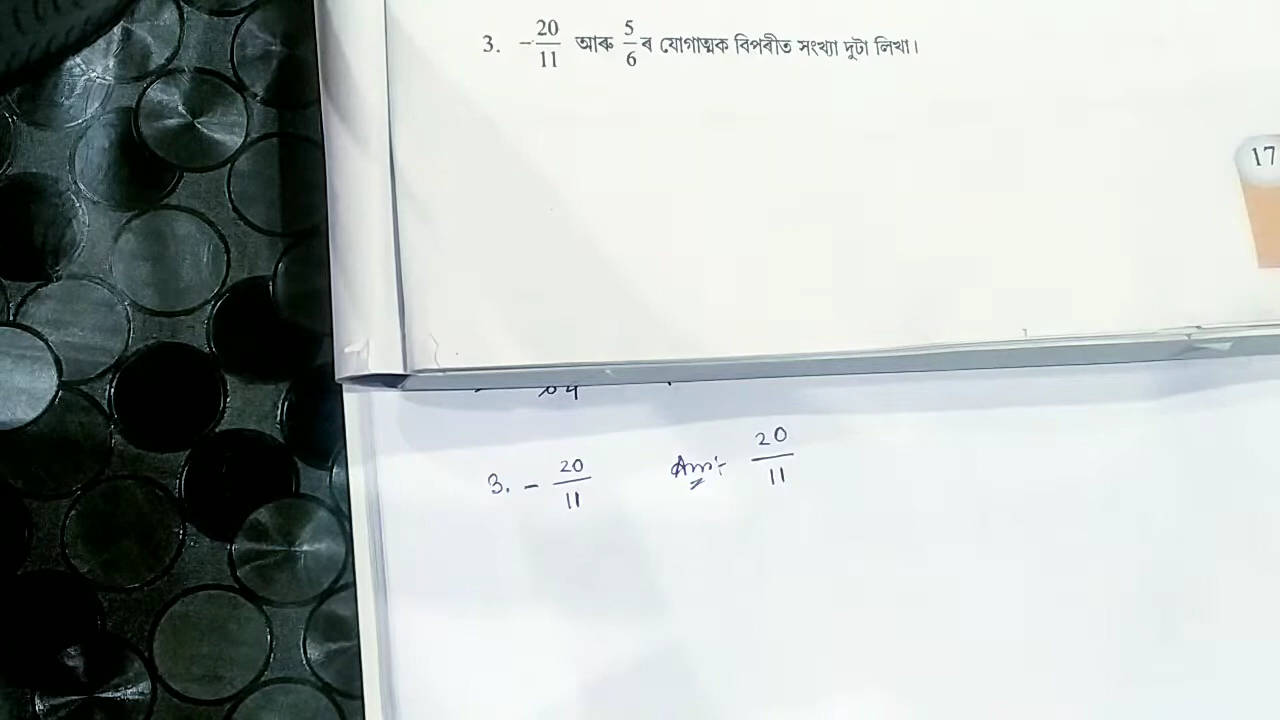 3. -20/11 আৰু 5/6ৰ যোগাত্মক বিপৰীত সংখ্যা দুটা লিখা।
17
3. - 20/11 Ans:- 20/11